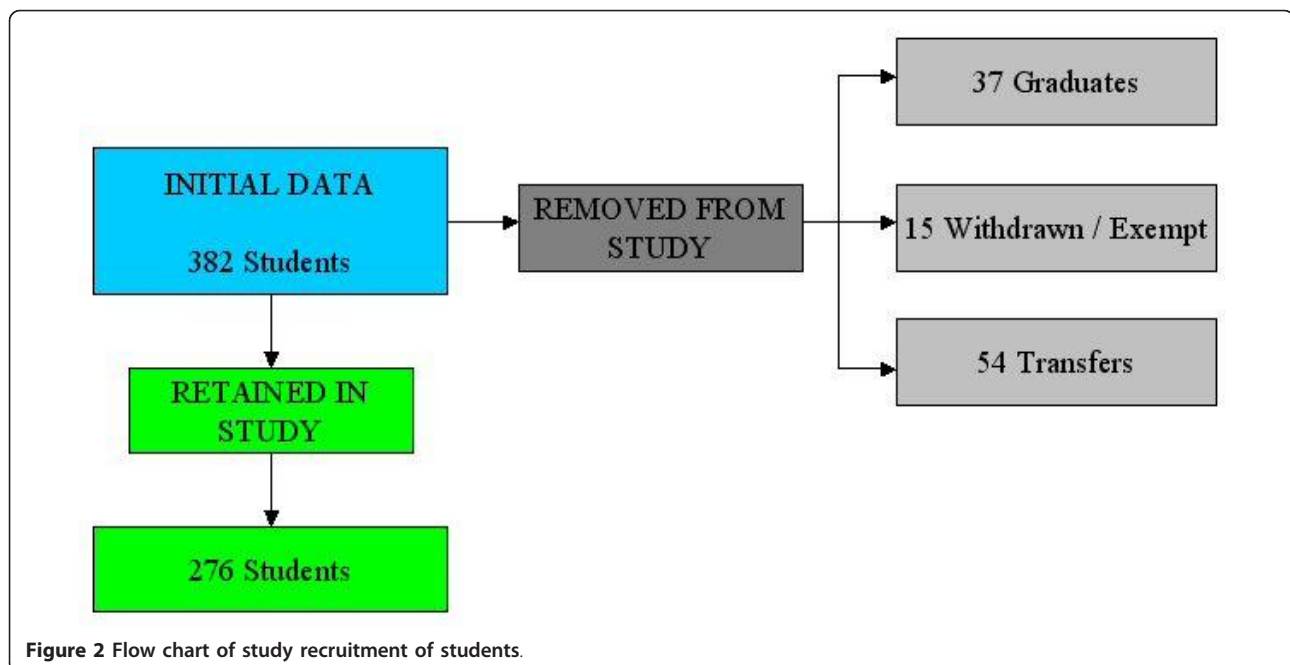 INITIAL DATA
382 Students
REMOVED FROM
STUDY
37 Graduates
15 Withdrawn / Exempt
54 Transfers
RETAINED IN
STUDY
276 Students
Figure 2 Flow chart of study recruitment of students.